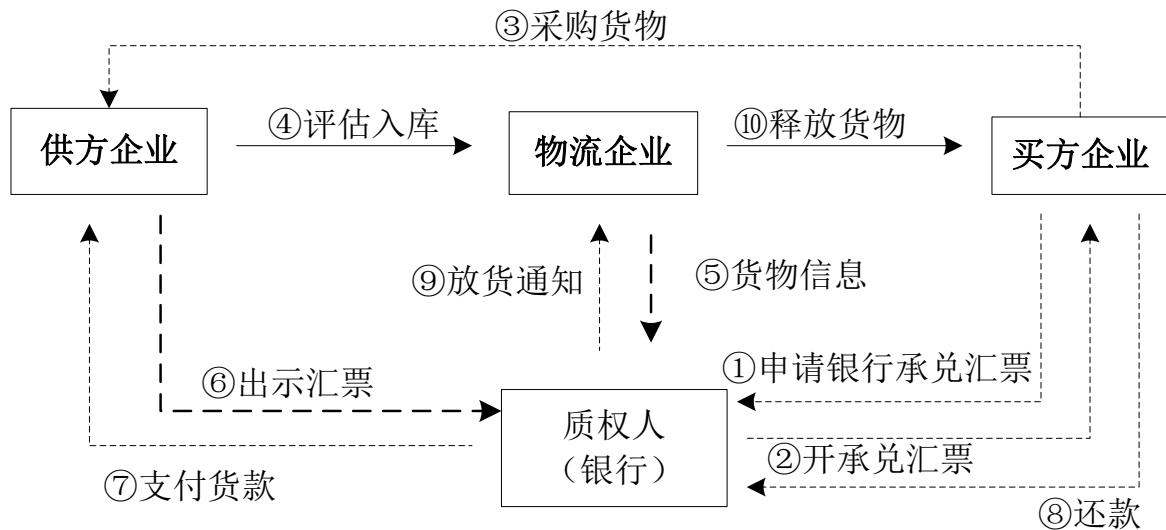 ③采购货物
供方企业
④评估入库
物流企业
⑩释放货物
买方企业
⑨放货通知
⑤货物信息
①申请银行承兑汇票
⑥出示汇票
质权人
（银行）
②开承兑汇票
⑦支付货款
⑧还款